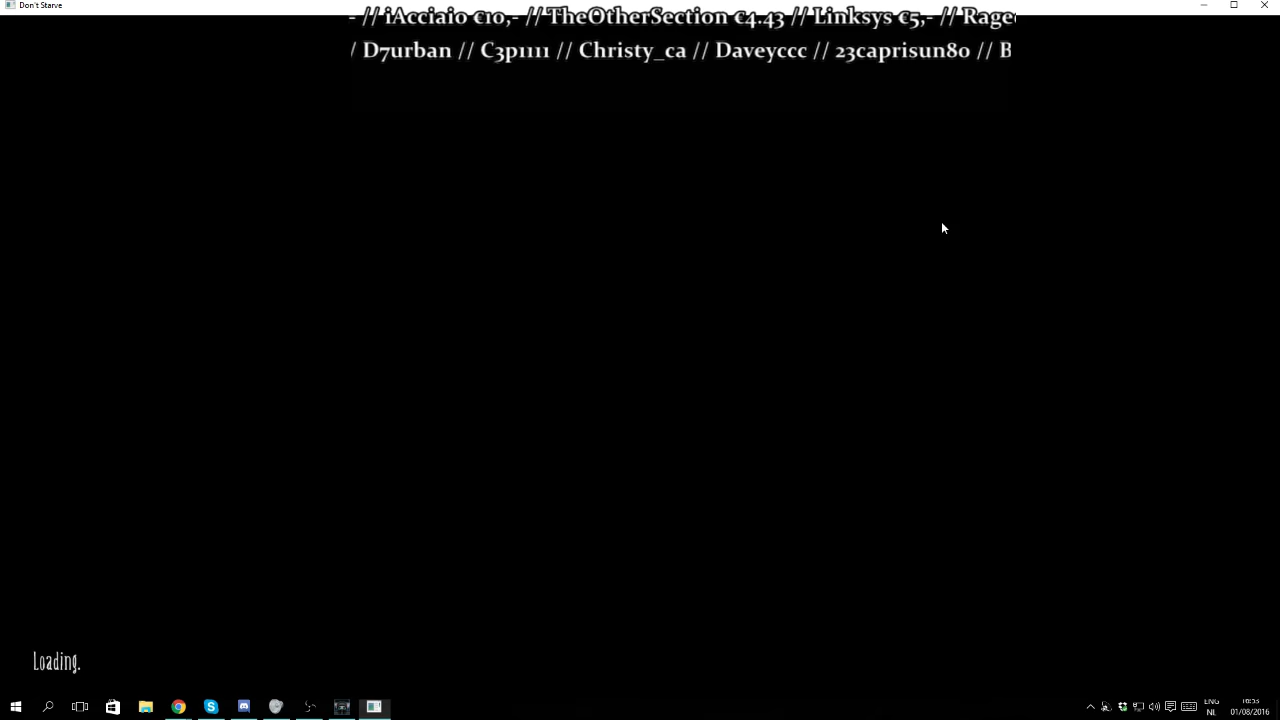 Don't Starve
- // iAcciaio €10,- // TheOtherSection €4.43 // Linksys €5,- // Rage
/ D7urban // C3p1111 // Christy_ca // Daveyccc // 23caprisun80 // B
Loading.
ENG
NL
01/08/2016